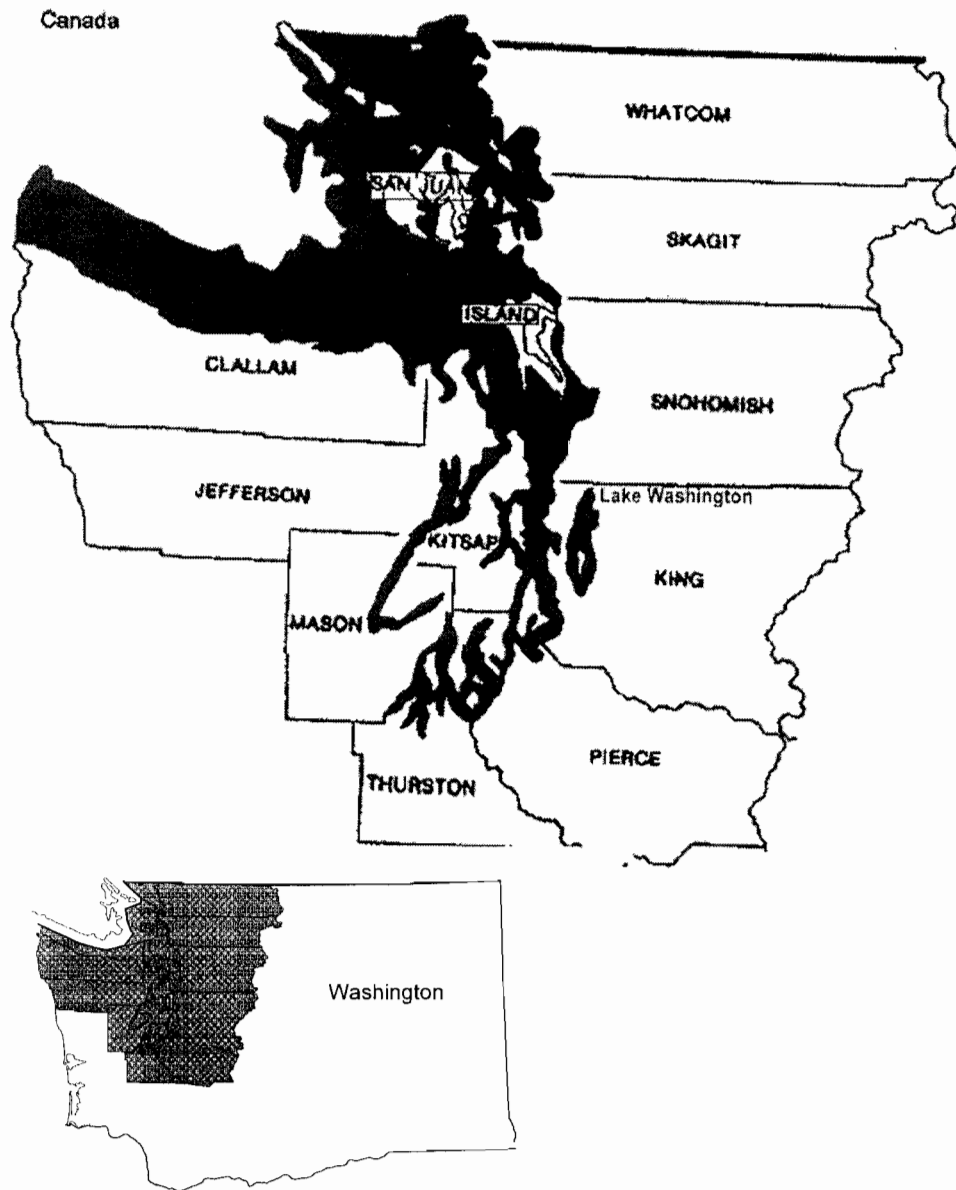 Canada
WHATCOM
SAN JUAN
SKAGIT
ISLAND
CLALLAM
SNOHOMISH
JEFFERSON
Lake Washington
KITSAP
KING
MASON
PIERCE
THURSTON
Washington